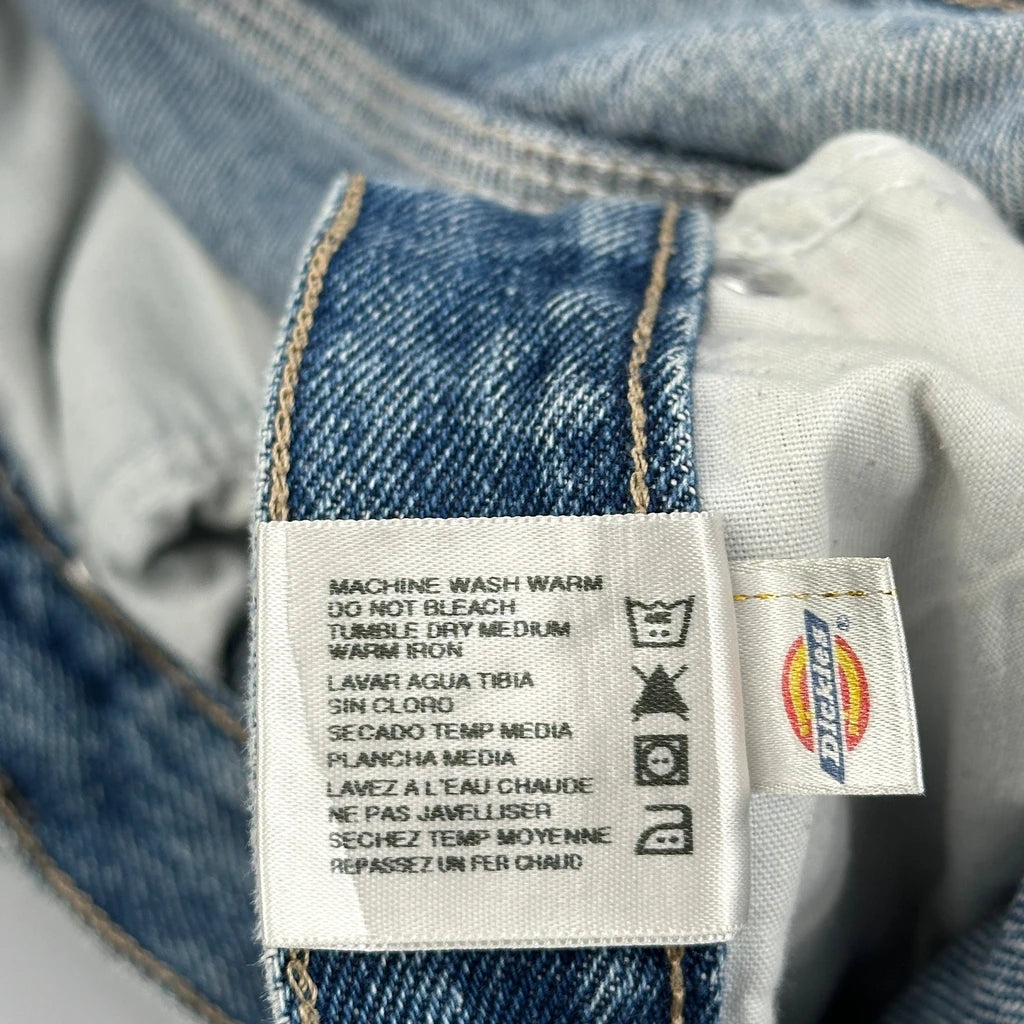 MACHINE WASH WARM
DO NOT BLEACH
TUMBLE DRY MEDIUM
WARM IRON
LAVAR AGUA TIBIA
SIN CLORO
SECADO TEMP MEDIA
PLANCHA MEDIA
LAVEZ A L'EAU CHAUDE
NE PAS JAVELLISER
SECHEZ TEMP MOYENNE
REPASSEZ UN FER CHAUD
Dickies®